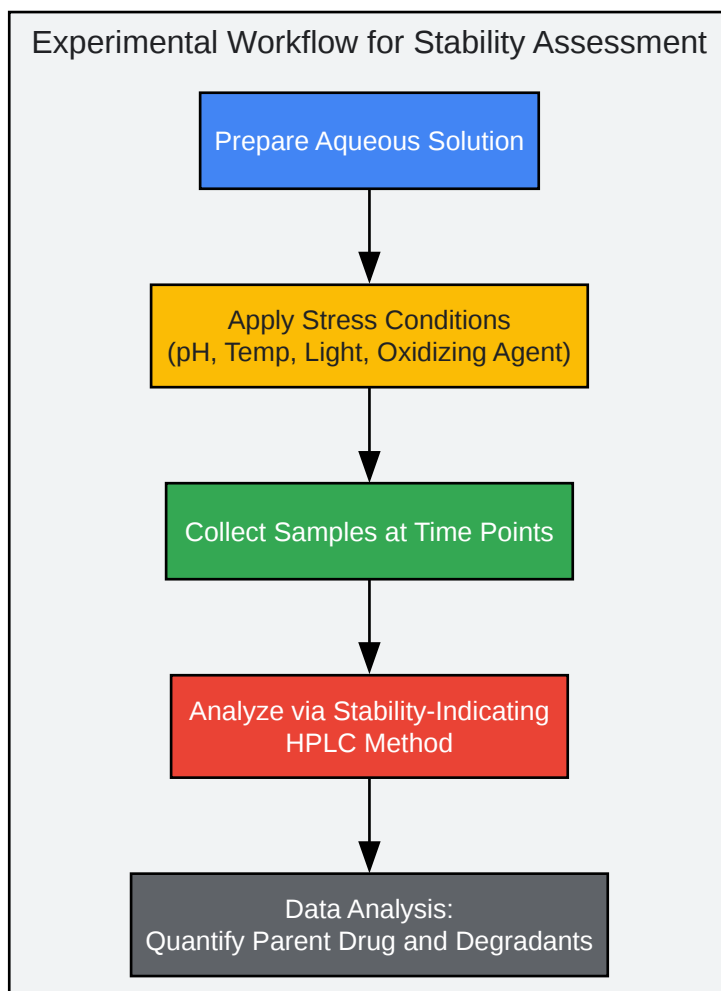 Experimental Workflow for Stability Assessment
Prepare Aqueous Solution
Apply Stress Conditions
(pH, Temp, Light, Oxidizing Agent)
Collect Samples at Time Points
Analyze via Stability-Indicating
HPLC Method
Data Analysis:
Quantify Parent Drug and Degradants